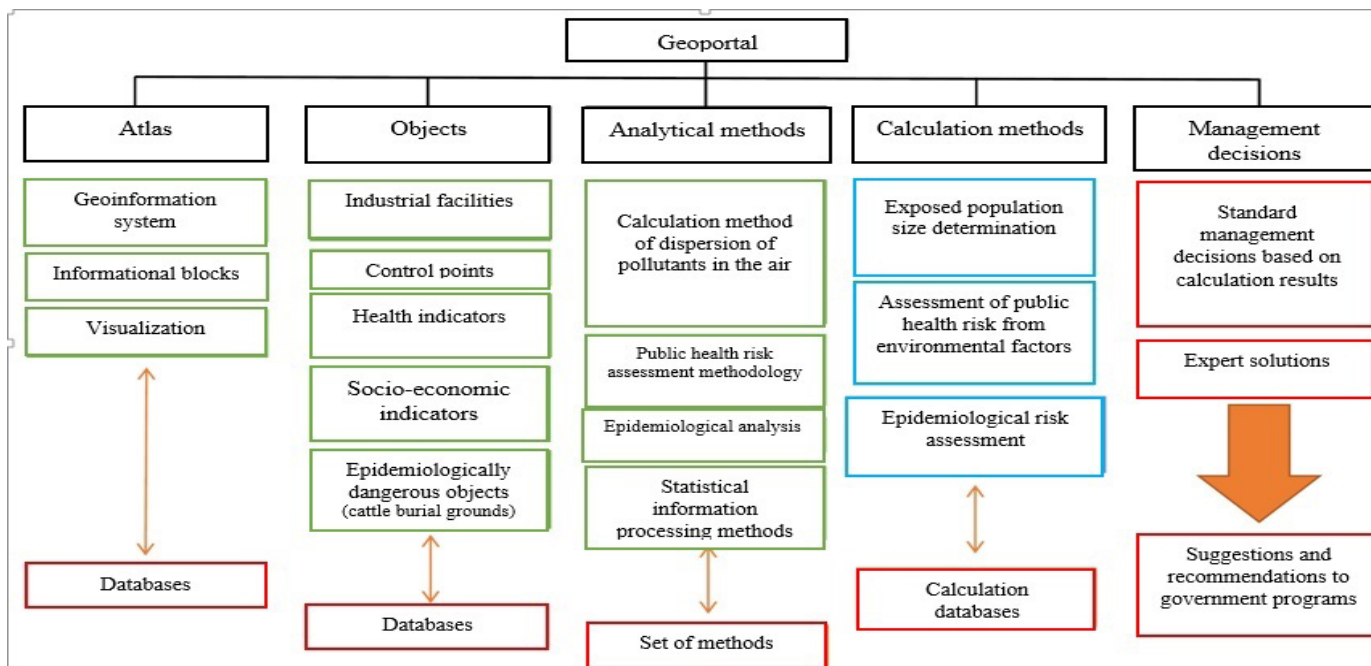 Geoportal
Atlas
Objects
Analytical methods
Calculation methods
Management
decisions
Geoinformation
system
Informational blocks
Visualization
Databases
Industrial facilities
Control points
Health indicators
Socio-economic
indicators
Epidemiologically
dangerous objects
(cattle burial grounds)
Databases
Calculation method
of dispersion of
pollutants in the air
Public health risk
assessment methodology
Epidemiological analysis
Statistical
information
processing methods
Set of methods
Exposed population
size determination
Assessment of public
health risk from
environmental factors
Epidemiological risk
assessment
Calculation
databases
Standard
management
decisions based on
calculation results
Expert solutions
Suggestions and
recommendations to
government programs